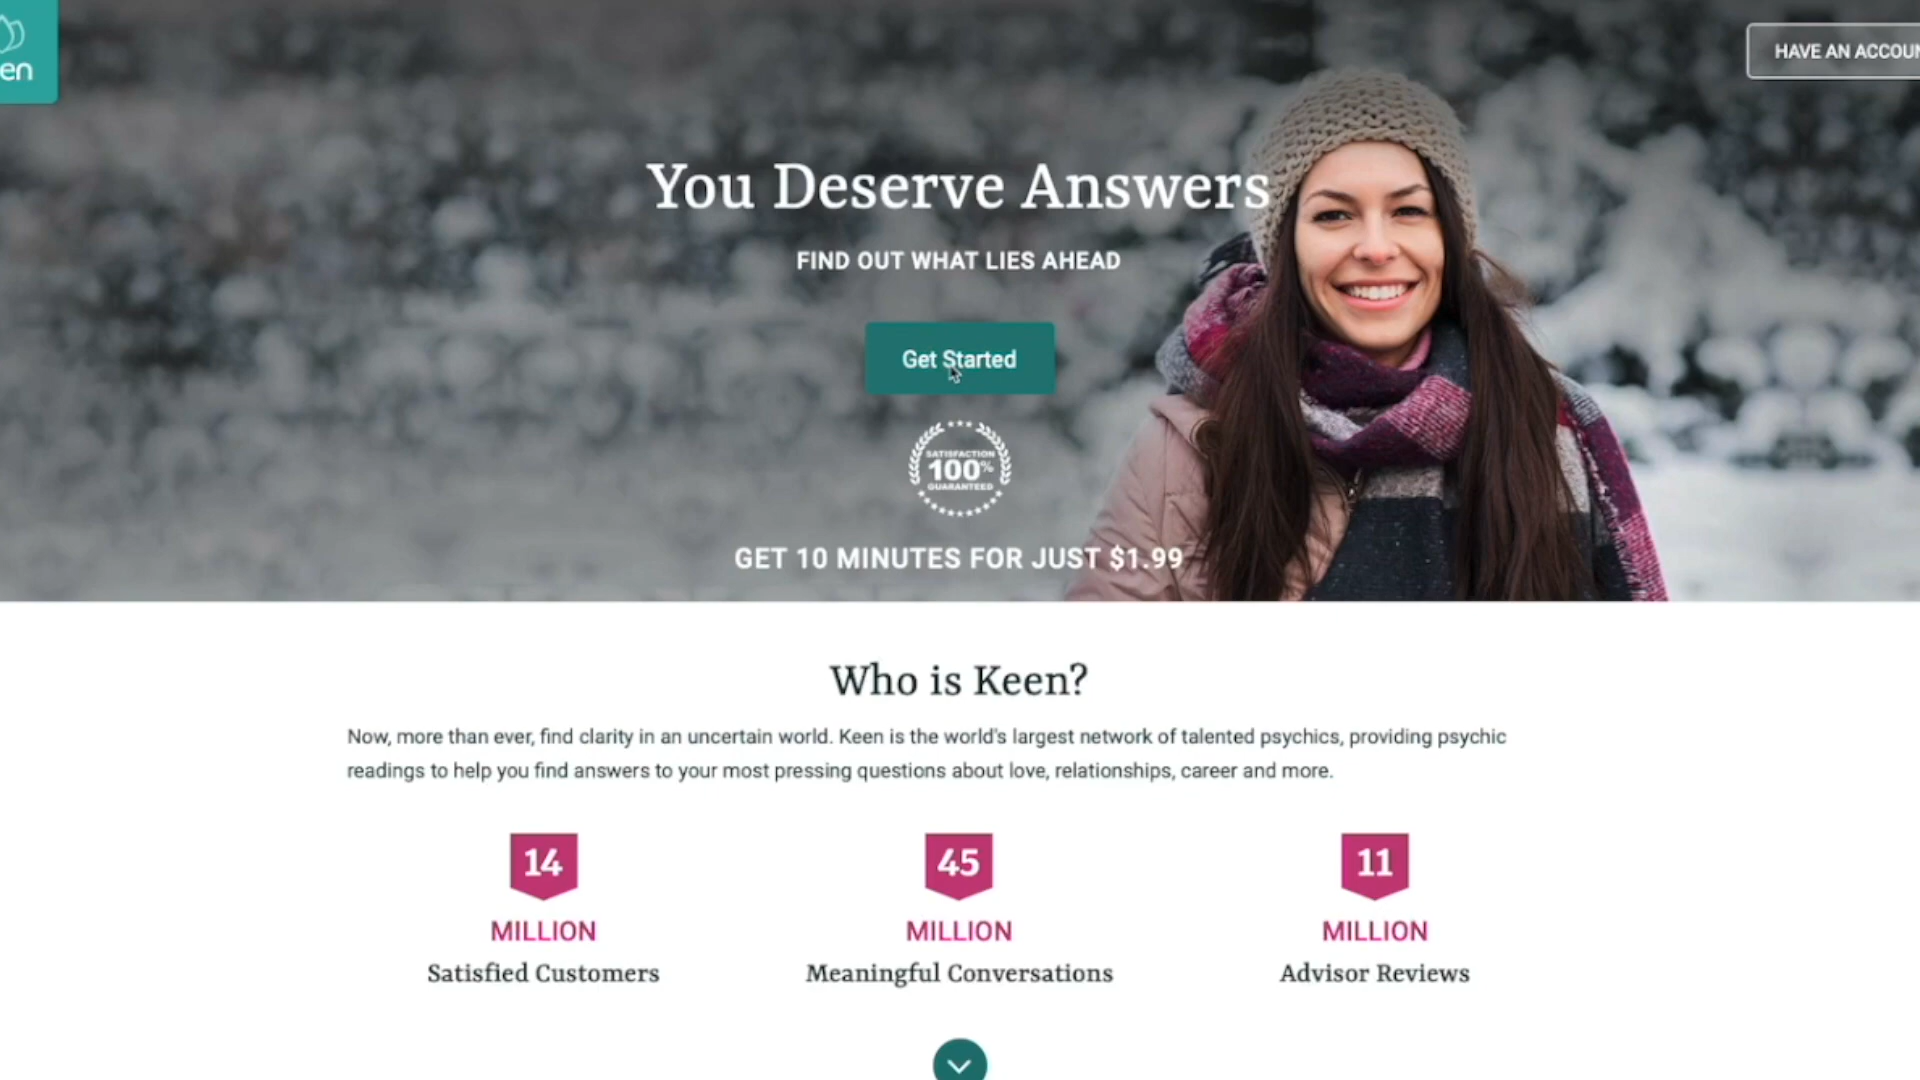 en
HAVE AN ACCOUN
You Deserve Answers
FIND OUT WHAT LIES AHEAD
Get Started
SATISFACTION
100%
GUARANTEED
GET 10 MINUTES FOR JUST $1.99
Who is Keen?
Now, more than ever, find clarity in an uncertain world. Keen is the world's largest network of talented psychics, providing psychic
readings to help you find answers to your most pressing questions about love, relationships, career and more.
14
45
11
MILLION
MILLION
MILLION
Satisfied Customers
Meaningful Conversations
Advisor Reviews